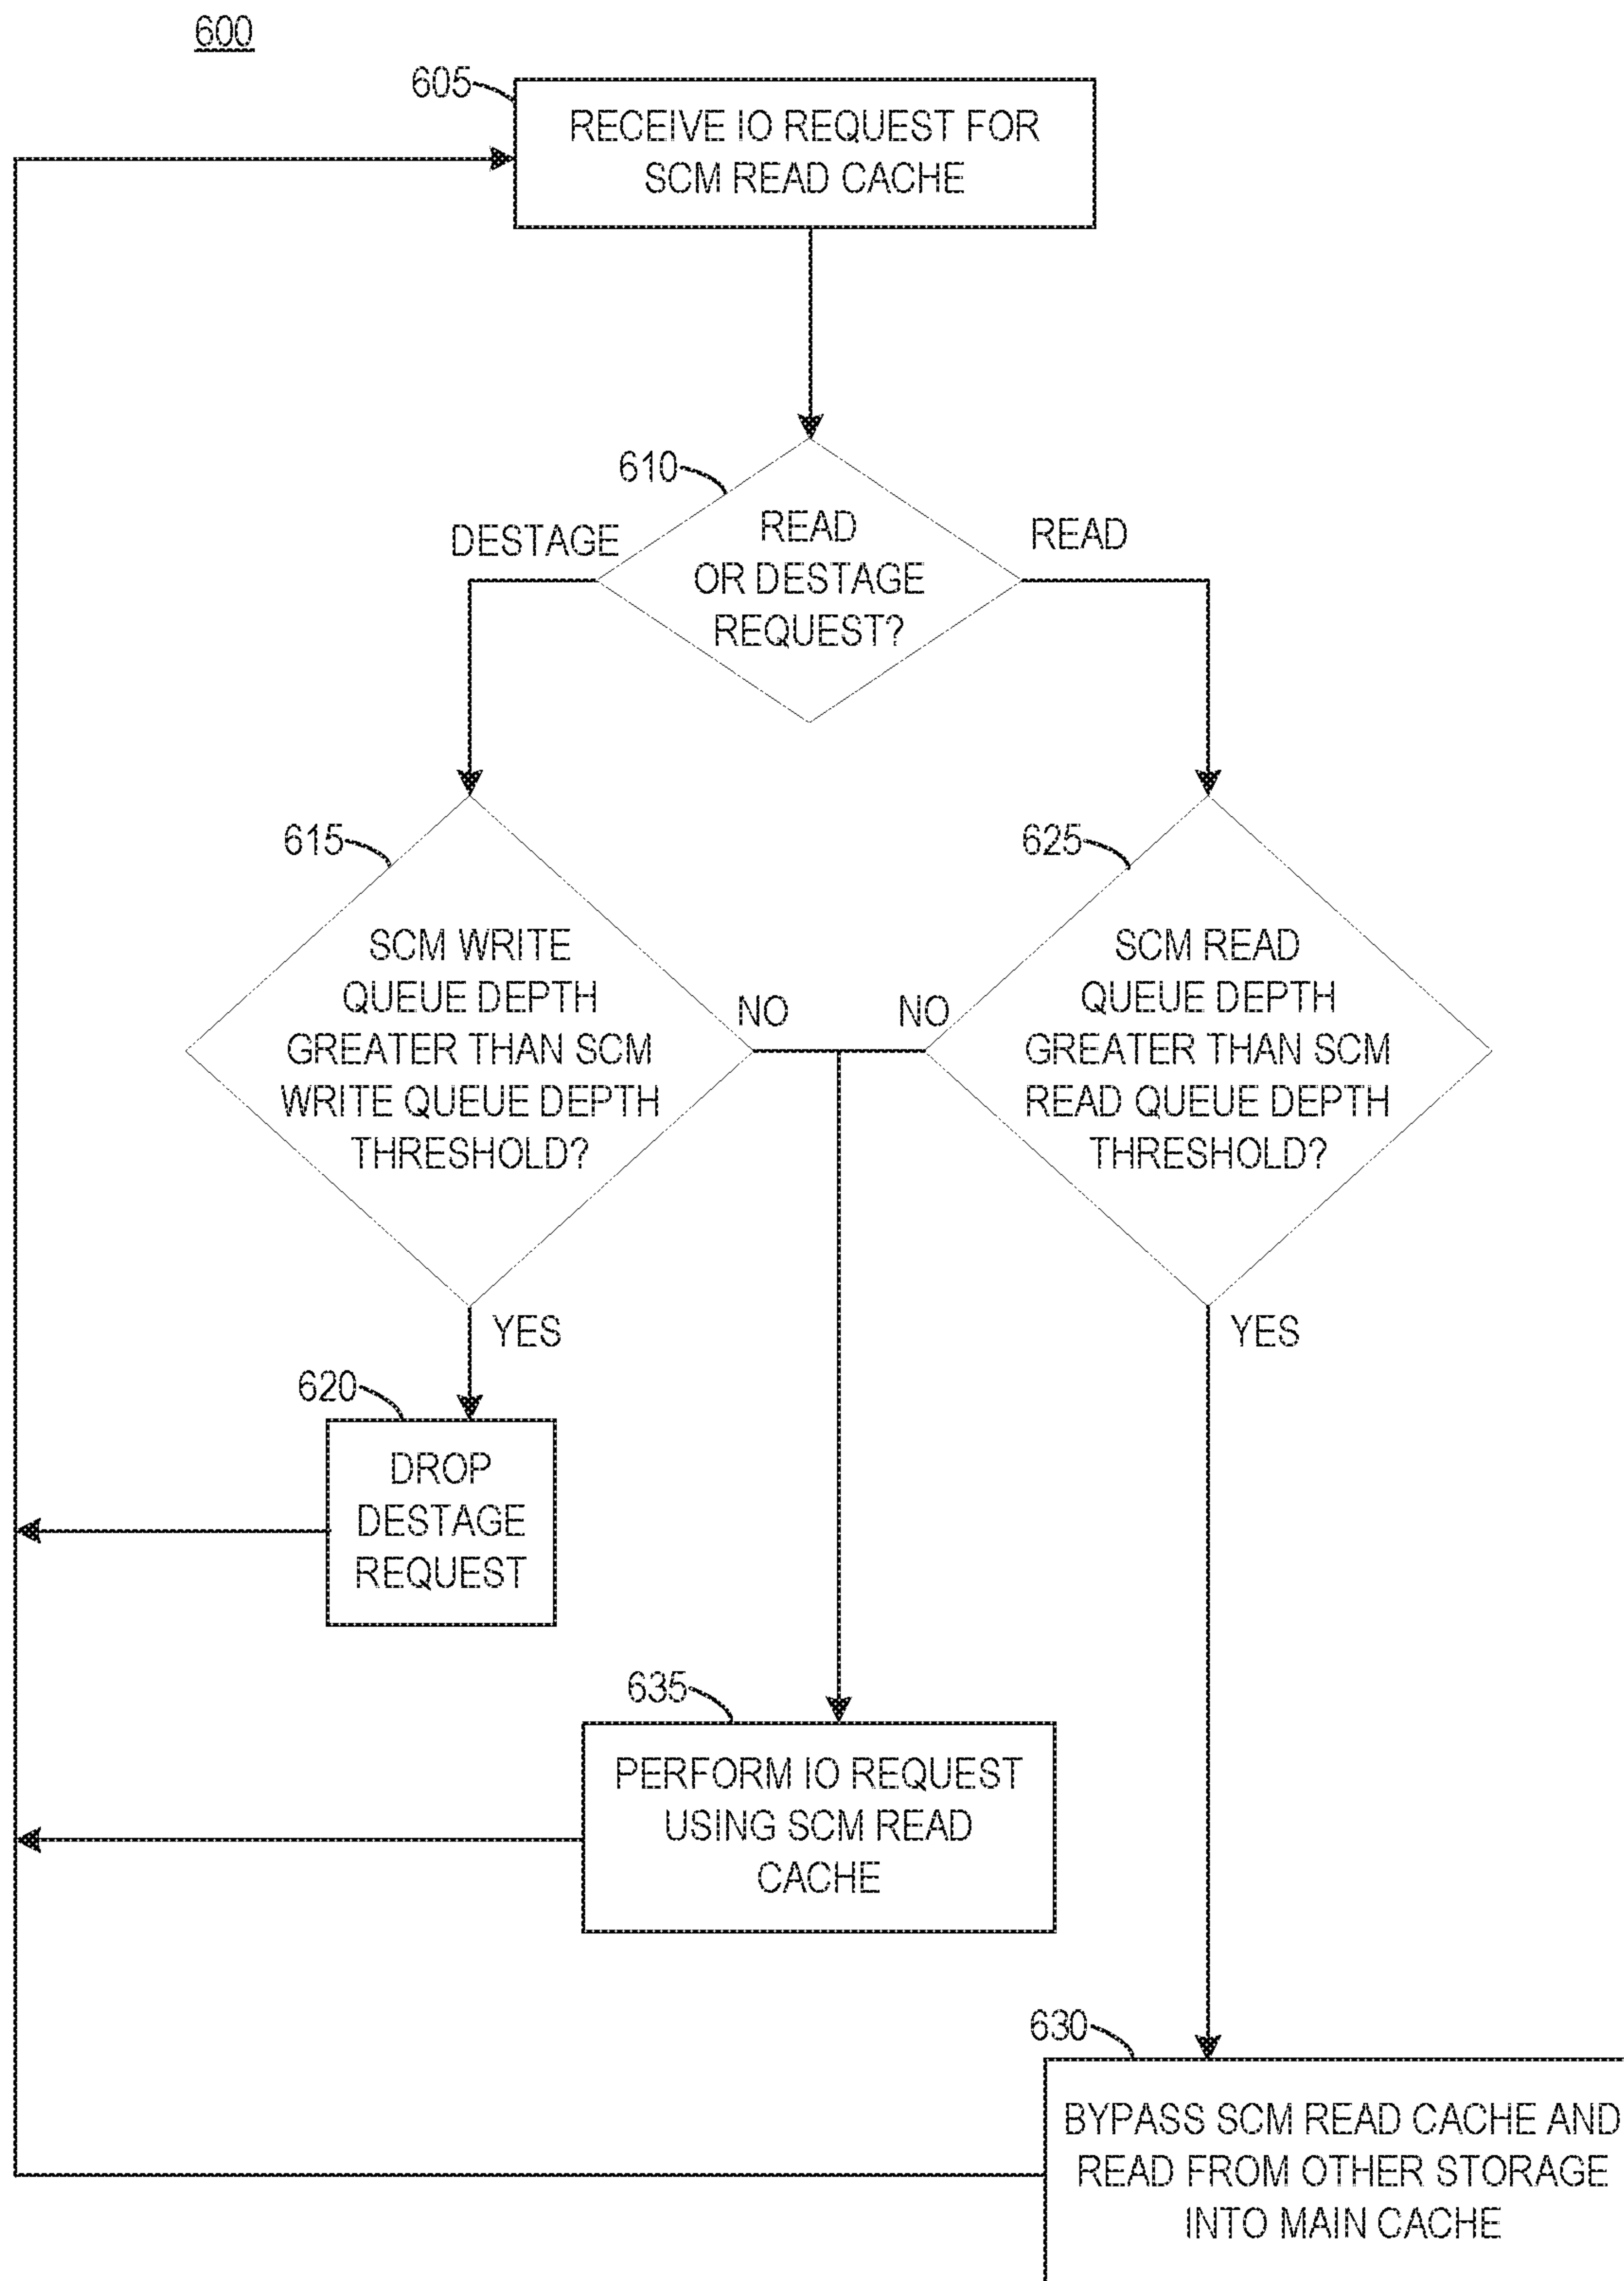 600
605
RECEIVE IO REQUEST FOR
SCM READ CACHE
610
DESTAGE
READ
OR DESTAGE
REQUEST?
READ
615
SCM WRITE
QUEUE DEPTH
GREATER THAN SCM
WRITE QUEUE DEPTH
THRESHOLD?
NO
NO
625
SCM READ
QUEUE DEPTH
GREATER THAN SCM
READ QUEUE DEPTH
THRESHOLD?
YES
YES
620
DROP
DESTAGE
REQUEST
635
PERFORM IO REQUEST
USING SCM READ
CACHE
630
BYPASS SCM READ CACHE AND
READ FROM OTHER STORAGE
INTO MAIN CACHE